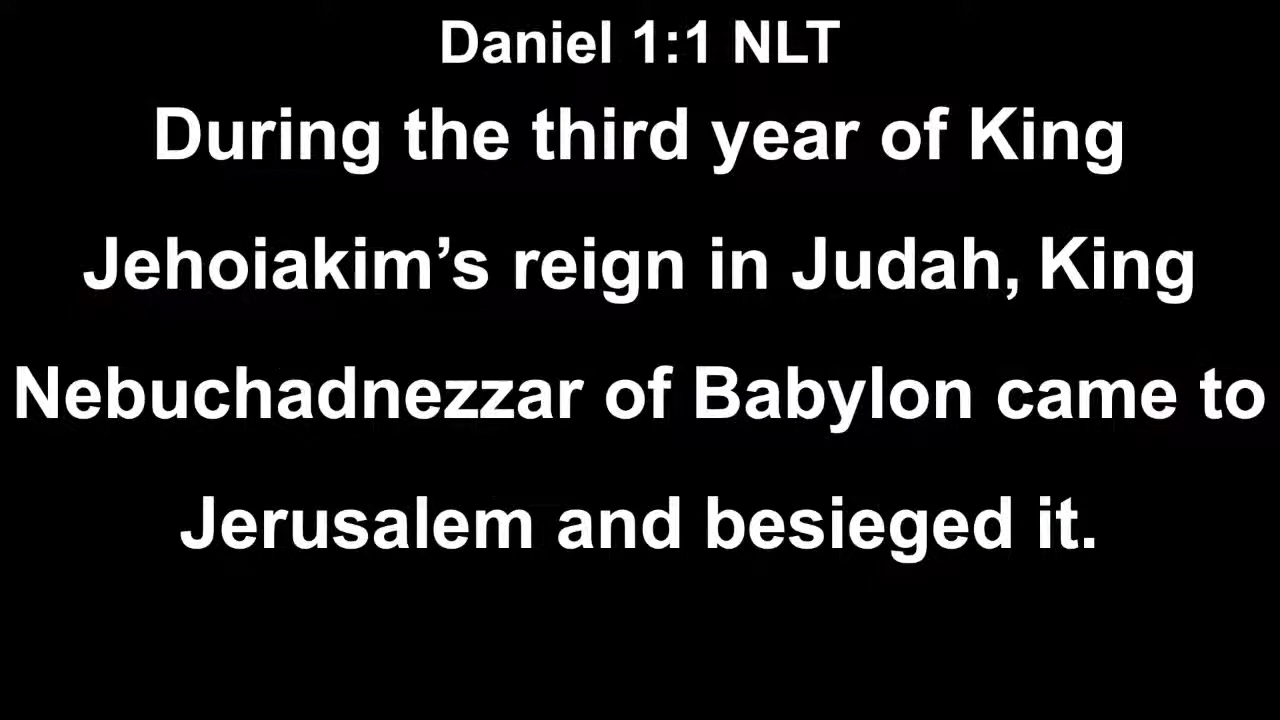 Daniel 1:1 NLT
During the third year of King
Jehoiakim’s reign in Judah, King
Nebuchadnezzar of Babylon came to
Jerusalem and besieged it.